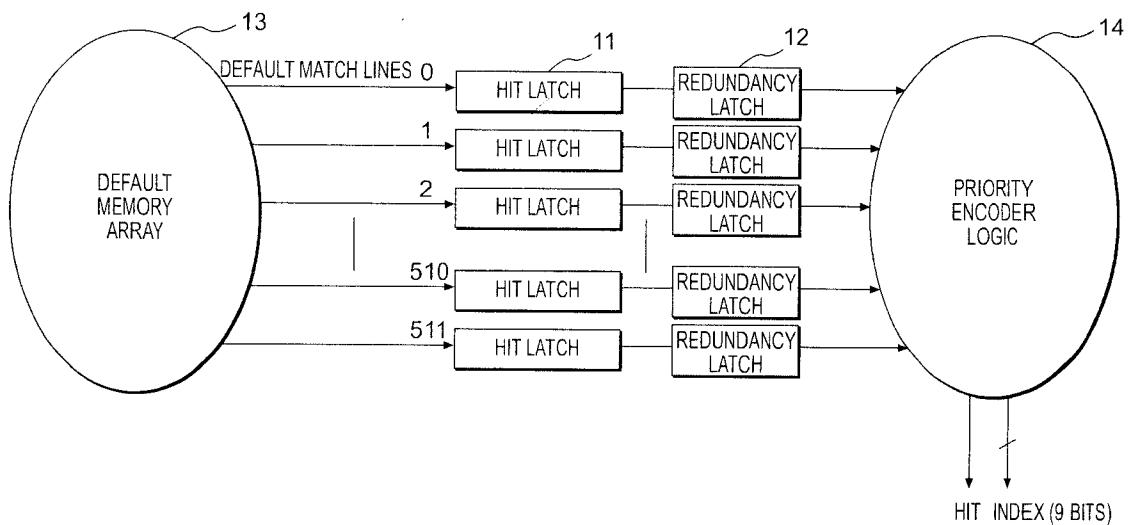 13
11
12
14
DEFAULT MATCH LINES 0
HIT LATCH
REDUNDANCY
LATCH
1
HIT LATCH
REDUNDANCY
LATCH
DEFAULT
MEMORY
ARRAY
2
HIT LATCH
REDUNDANCY
LATCH
PRIORITY
ENCODER
LOGIC
510
HIT LATCH
REDUNDANCY
LATCH
511
HIT LATCH
REDUNDANCY
LATCH
HIT INDEX (9 BITS)